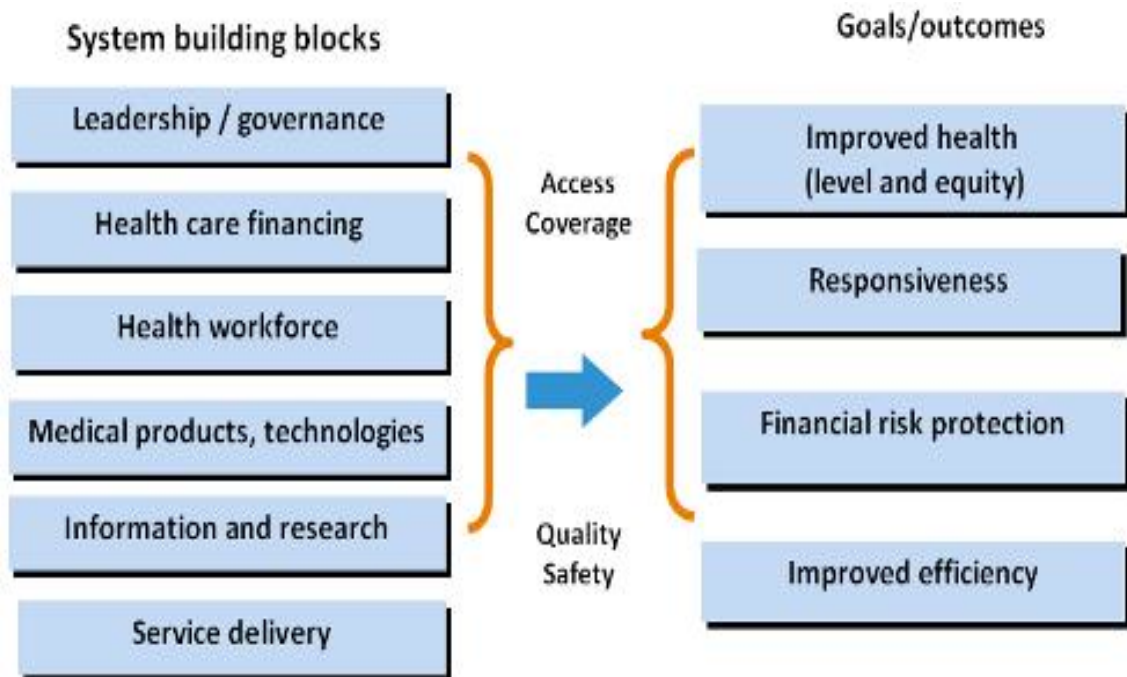 System building blocks
Leadership / governance
Health care financing
Health workforce
Medical products, technologies
Information and research
Service delivery
Access
Coverage
Quality
Safety
Goals/outcomes
Improved health
(level and equity)
Responsiveness
Financial risk protection
Improved efficiency